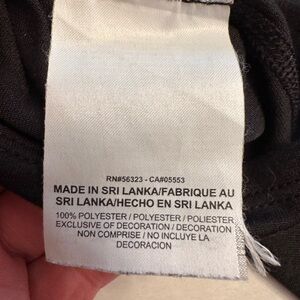 RN#56323 - CA#05553
MADE IN SRI LANKA/FABRIQUE AU
SRI LANKA/HECHO EN SRI LANKA
100% POLYESTER / POLYESTER / POLIESTER
EXCLUSIVE OF DECORATION / DECORATION
NON COMPRISE / NO INCLUYE LA
DECORACION